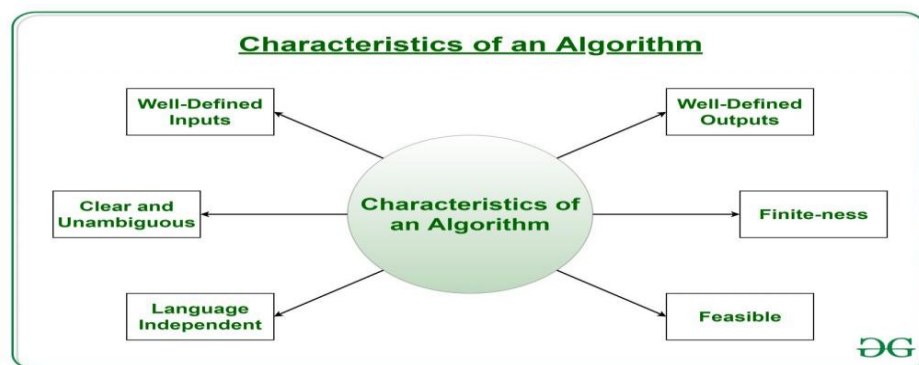 Characteristics of an Algorithm
Well-Defined
Inputs
Well-Defined
Outputs
Clear and
Unambiguous
Characteristics of
an Algorithm
Finite-ness
Language
Independent
Feasible